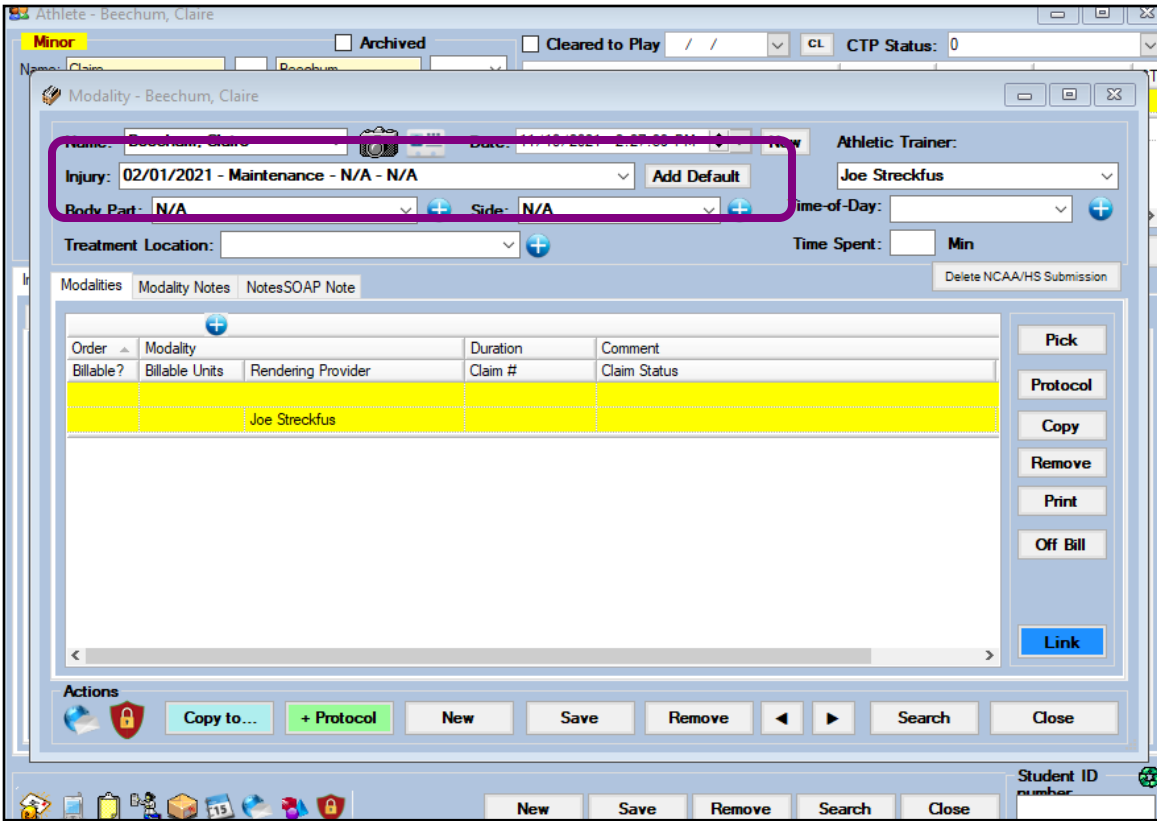 Athlete - Beechum, Claire
Minor Archived Cleared to Play / / CL CTP Status: 0
Name: Claire Beechum
Modality - Beechum, Claire
Name: Beechum, Claire Date: New Athletic Trainer:
Injury: 02/01/2021 - Maintenance - N/A - N/A Add Default Joe Streckfus
Body Part: N/A Side: N/A Time-of-Day:
Treatment Location: Time Spent: Min
Delete NCAA/HS Submission
Modalities Modality Notes NotesSOAP Note
Order Modality Duration Comment
Billable? Billable Units Rendering Provider Claim # Claim Status
Joe Streckfus
Pick
Protocol
Copy
Remove
Print
Off Bill
Link
Actions
Copy to... + Protocol New Save Remove Search Close
Student ID number
15
New Save Remove Search Close